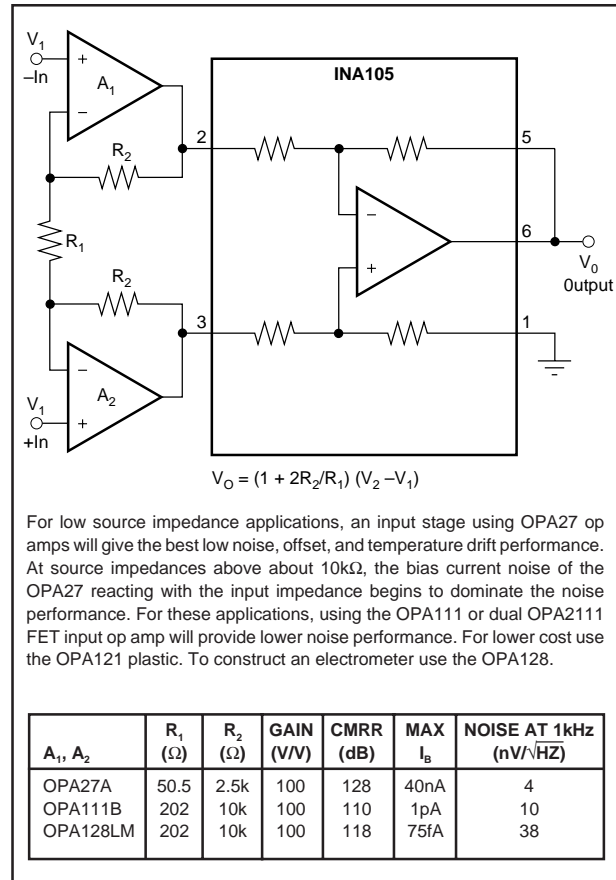 V1
–In
A1
INA105
2
5
R2
R1
6
V0
0utput
R2
3
1
A2
V1
+In
VO = (1 + 2R2/R1) (V2 –V1)
For low source impedance applications, an input stage using OPA27 op
amps will give the best low noise, offset, and temperature drift performance.
At source impedances above about 10kΩ, the bias current noise of the
OPA27 reacting with the input impedance begins to dominate the noise
performance. For these applications, using the OPA111 or dual OPA2111
FET input op amp will provide lower noise performance. For lower cost use
the OPA121 plastic. To construct an electrometer use the OPA128.
A1, A2 R1 (Ω) R2 (Ω) GAIN (V/V) CMRR (dB) MAX IB NOISE AT 1kHz (nV/√HZ)
OPA27A 50.5 2.5k 100 128 40nA 4
OPA111B 202 10k 100 110 1pA 10
OPA128LM 202 10k 100 118 75fA 38